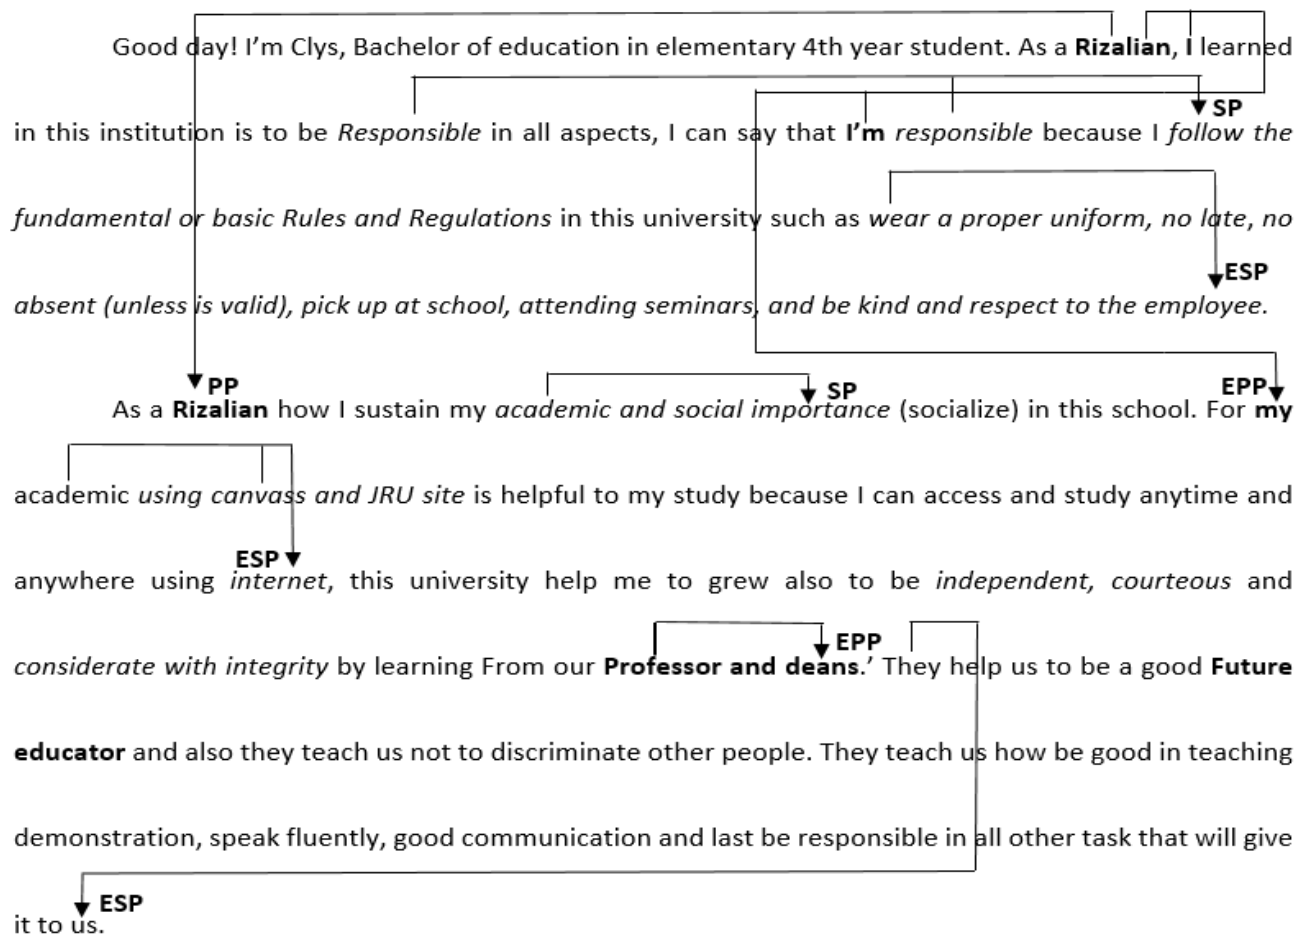 Good day! I'm Clys, Bachelor of education in elementary 4th year student. As a Rizalian, I learned
SP
in this institution is to be Responsible in all aspects, I can say that I'm responsible because I follow the
fundamental or basic Rules and Regulations in this university such as wear a proper uniform, no late, no
ESP
absent (unless is valid), pick up at school, attending seminars, and be kind and respect to the employee.
PP SP EPP
As a Rizalian how I sustain my academic and social importance (socialize) in this school. For my
academic using canvass and JRU site is helpful to my study because I can access and study anytime and
ESP
anywhere using internet, this university help me to grew also to be independent, courteous and
EPP
considerate with integrity by learning From our Professor and deans.' They help us to be a good Future
educator and also they teach us not to discriminate other people. They teach us how be good in teaching
demonstration, speak fluently, good communication and last be responsible in all other task that will give
ESP
it to us.